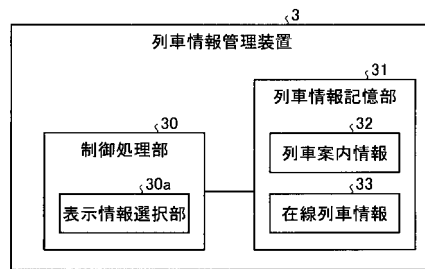 3
列車情報管理装置
30
制御処理部
30a
表示情報選択部
31
列車情報記憶部
32
列車案内情報
33
在線列車情報